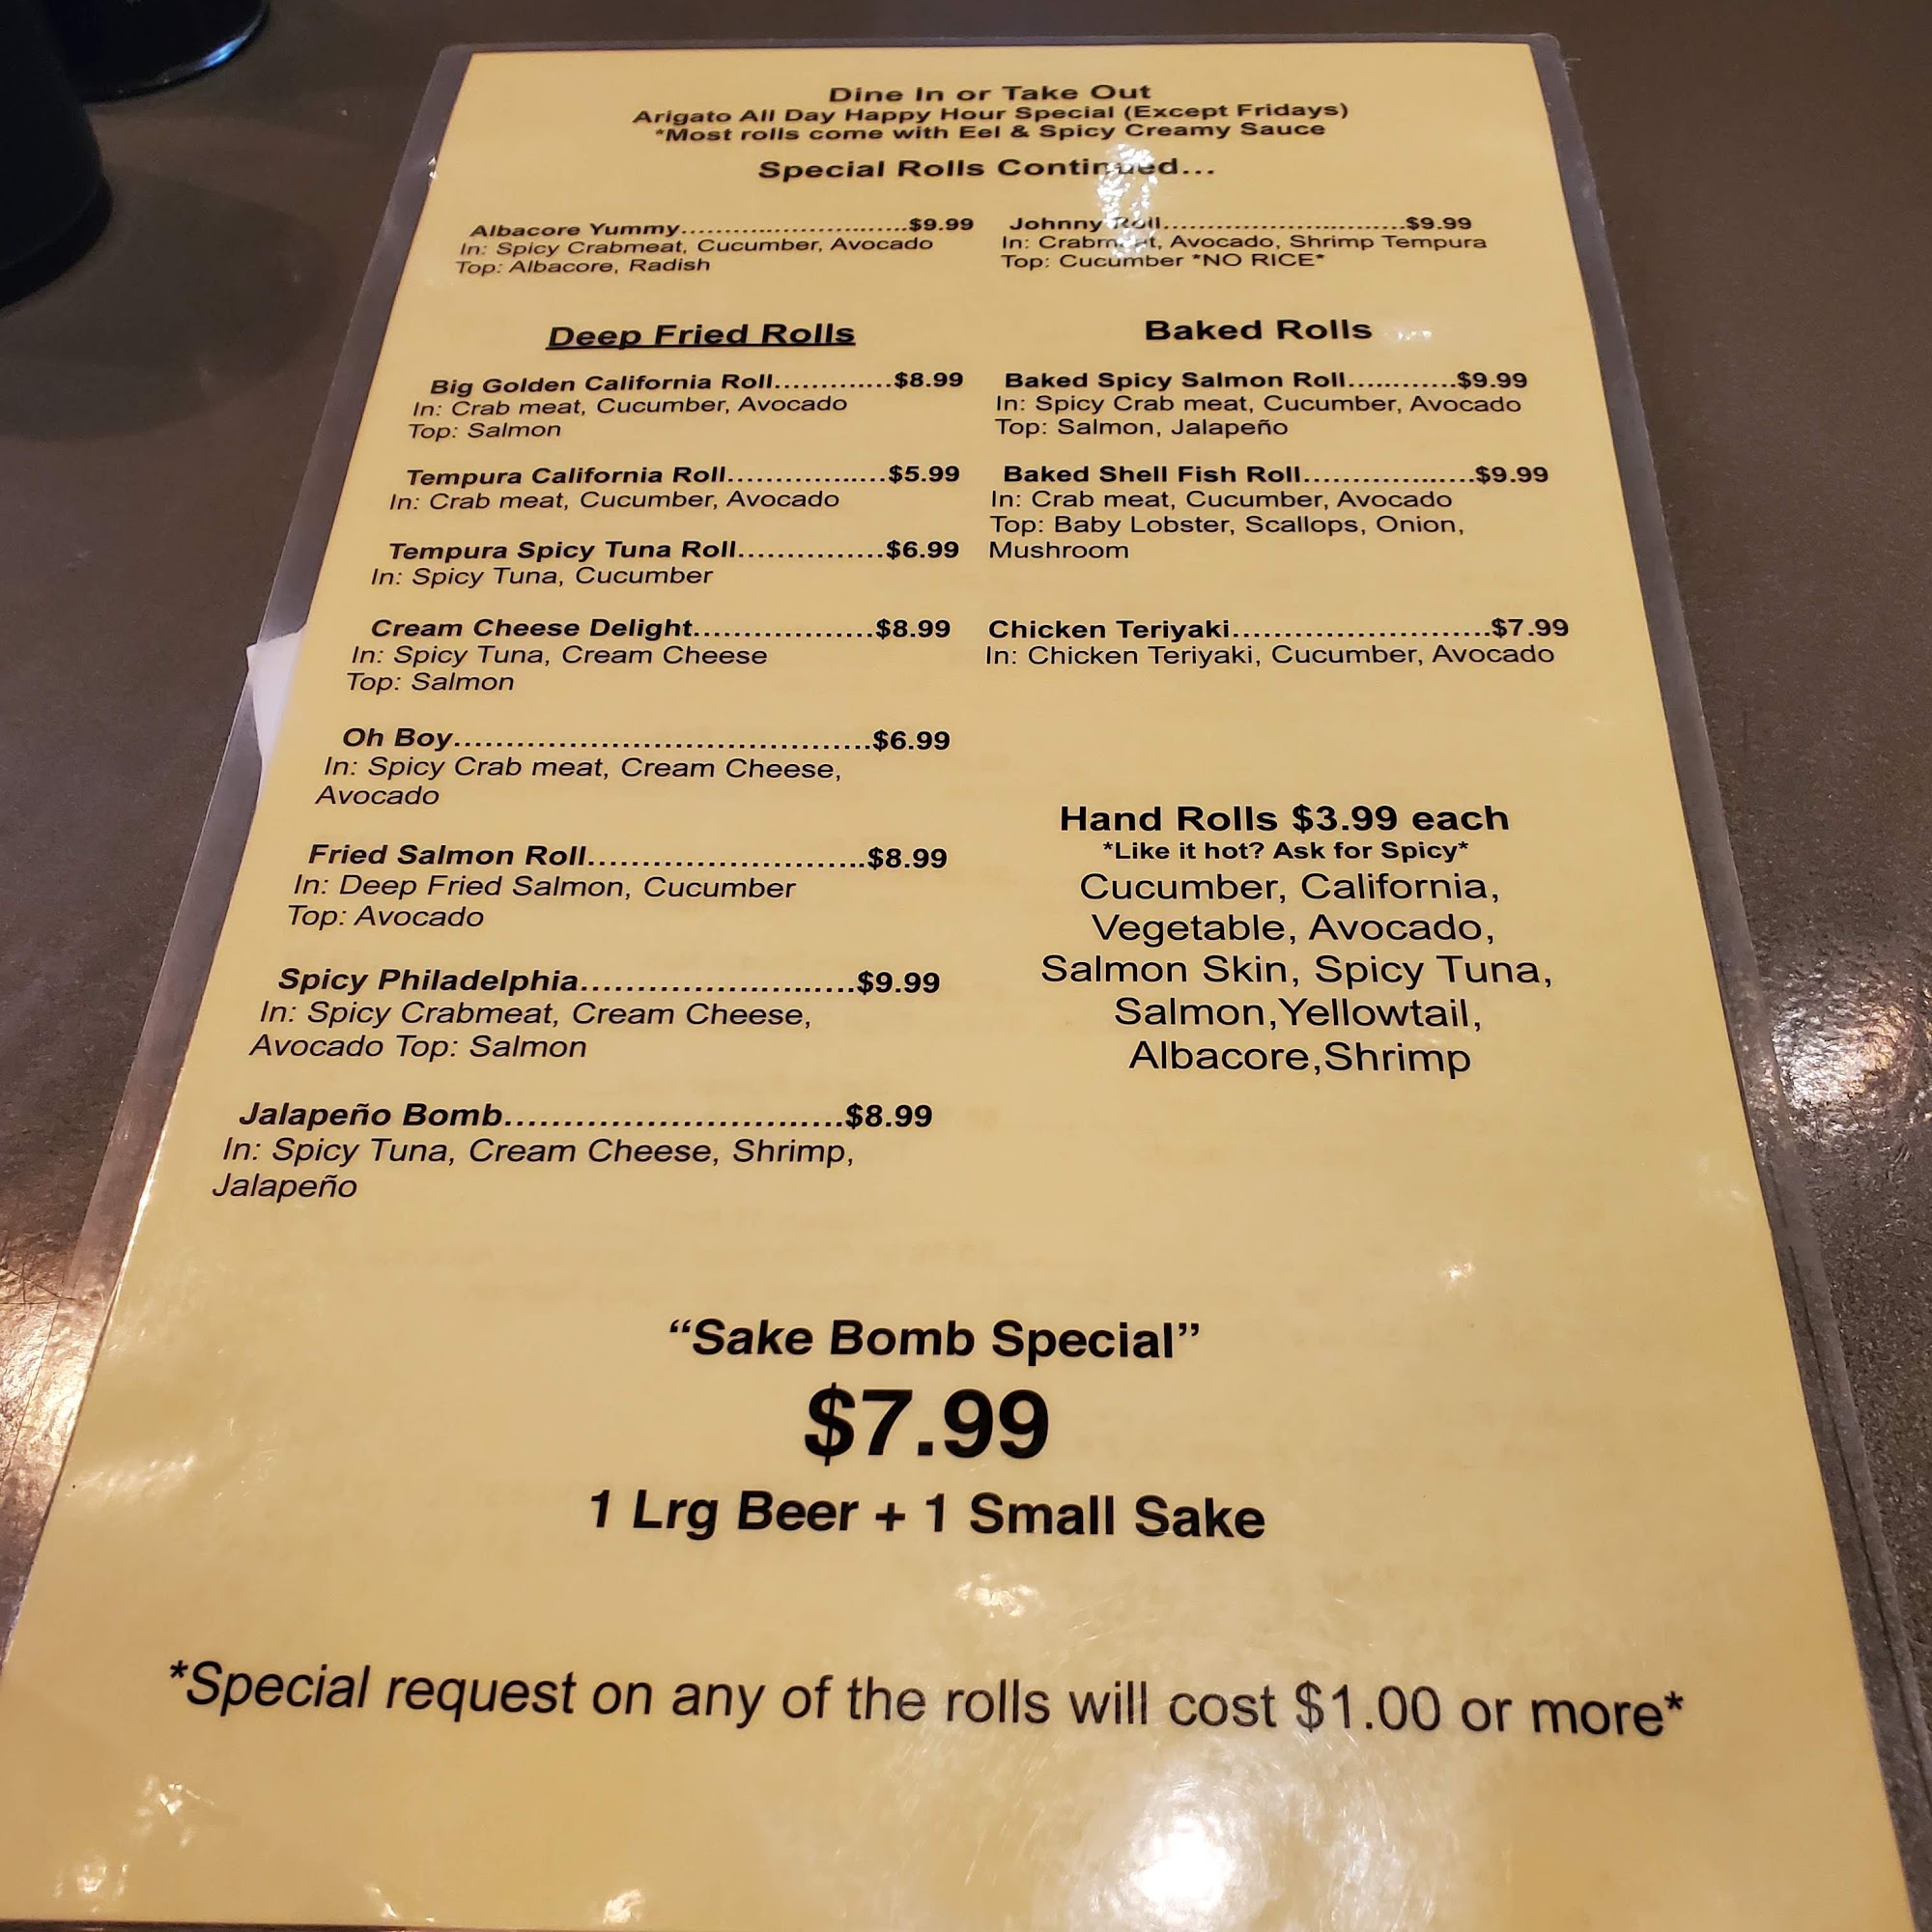 Dine In or Take Out
Arigato All Day Happy Hour Special (Except Fridays)
*Most rolls come with Eel & Spicy Creamy Sauce
Special Rolls Continued...
Albacore Yummy..............................$9.99
In: Spicy Crabmeat, Cucumber, Avocado
Top: Albacore, Radish
Johnny Roll..............................$9.99
In: Crabmeat, Avocado, Shrimp Tempura
Top: Cucumber *NO RICE*
Deep Fried Rolls
Big Golden California Roll.............$8.99
In: Crab meat, Cucumber, Avocado
Top: Salmon
Tempura California Roll..................$5.99
In: Crab meat, Cucumber, Avocado
Tempura Spicy Tuna Roll...............$6.99
In: Spicy Tuna, Cucumber
Cream Cheese Delight..................$8.99
In: Spicy Tuna, Cream Cheese
Top: Salmon
Oh Boy........................................$6.99
In: Spicy Crab meat, Cream Cheese,
Avocado
Fried Salmon Roll..........................$8.99
In: Deep Fried Salmon, Cucumber
Top: Avocado
Spicy Philadelphia..........................$9.99
In: Spicy Crabmeat, Cream Cheese,
Avocado Top: Salmon
Jalapeño Bomb.............................$8.99
In: Spicy Tuna, Cream Cheese, Shrimp,
Jalapeño
Baked Rolls
Baked Spicy Salmon Roll............$9.99
In: Spicy Crab meat, Cucumber, Avocado
Top: Salmon, Jalapeño
Baked Shell Fish Roll...................$9.99
In: Crab meat, Cucumber, Avocado
Top: Baby Lobster, Scallops, Onion,
Mushroom
Chicken Teriyaki.........................$7.99
In: Chicken Teriyaki, Cucumber, Avocado
Hand Rolls $3.99 each
*Like it hot? Ask for Spicy*
Cucumber, California,
Vegetable, Avocado,
Salmon Skin, Spicy Tuna,
Salmon,Yellowtail,
Albacore,Shrimp
“Sake Bomb Special”
$7.99
1 Lrg Beer + 1 Small Sake
*Special request on any of the rolls will cost $1.00 or more*